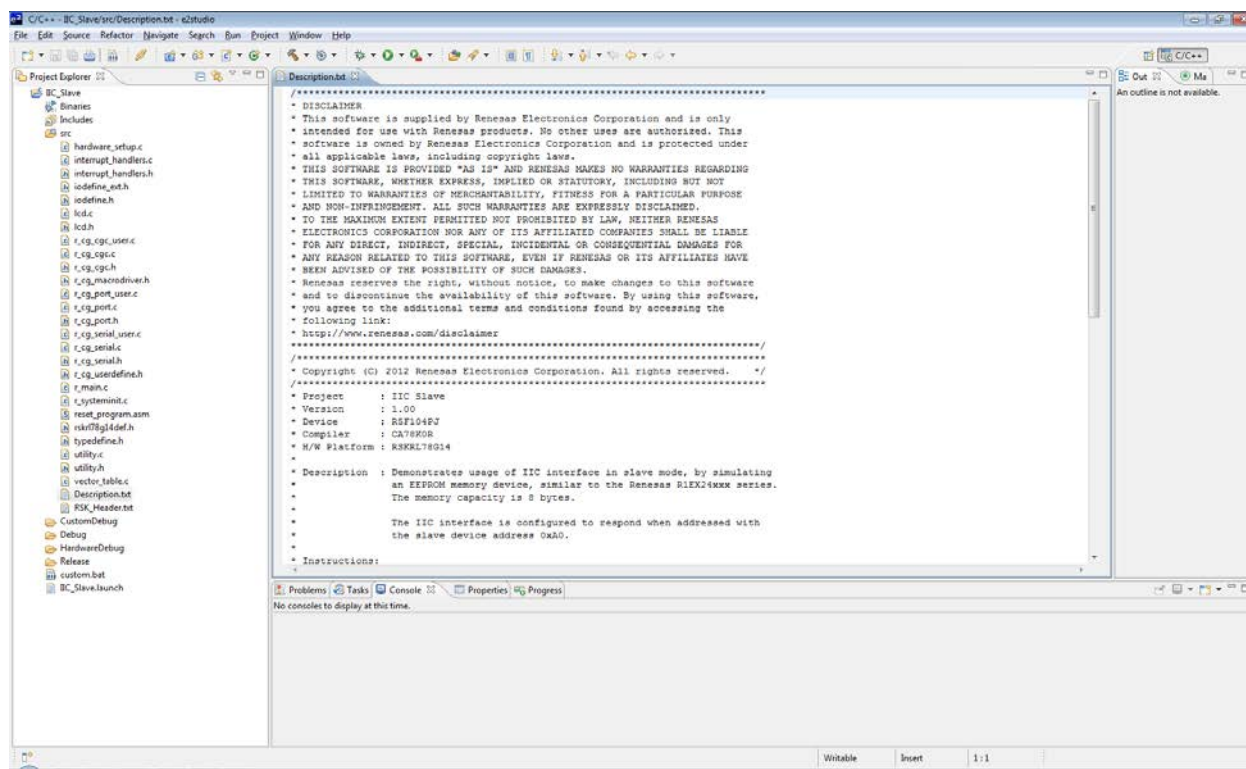 C/C++ - IIC_Slave/src/Description.txt - e2studio
File Edit Source Refactor Navigate Search Run Project Window Help
C/C++
Project Explorer
IIC_Slave
Binaries
Includes
src
hardware_setup.c
interrupt_handlers.c
interrupt_handlers.h
iodefine_ext.h
iodefine.h
lcd.c
lcd.h
r_cg_cgc_user.c
r_cg_cgc.c
r_cg_cgc.h
r_cg_macrodriver.h
r_cg_port_user.c
r_cg_port.c
r_cg_port.h
r_cg_serial_user.c
r_cg_serial.c
r_cg_serial.h
r_cg_userdefine.h
r_main.c
r_systeminit.c
reset_program.asm
rskrl78g14def.h
typedefine.h
utility.c
utility.h
vector_table.c
Description.txt
RSK_Header.txt
CustomDebug
Debug
HardwareDebug
Release
custom.bat
IIC_Slave.launch
Description.txt
/*******************************************************************************
* DISCLAIMER
* This software is supplied by Renesas Electronics Corporation and is only
* intended for use with Renesas products. No other uses are authorized. This
* software is owned by Renesas Electronics Corporation and is protected under
* all applicable laws, including copyright laws.
* THIS SOFTWARE IS PROVIDED "AS IS" AND RENESAS MAKES NO WARRANTIES REGARDING
* THIS SOFTWARE, WHETHER EXPRESS, IMPLIED OR STATUTORY, INCLUDING BUT NOT
* LIMITED TO WARRANTIES OF MERCHANTABILITY, FITNESS FOR A PARTICULAR PURPOSE
* AND NON-INFRINGEMENT. ALL SUCH WARRANTIES ARE EXPRESSLY DISCLAIMED.
* TO THE MAXIMUM EXTENT PERMITTED NOT PROHIBITED BY LAW, NEITHER RENESAS
* ELECTRONICS CORPORATION NOR ANY OF ITS AFFILIATED COMPANIES SHALL BE LIABLE
* FOR ANY DIRECT, INDIRECT, SPECIAL, INCIDENTAL OR CONSEQUENTIAL DAMAGES FOR
* ANY REASON RELATED TO THIS SOFTWARE, EVEN IF RENESAS OR ITS AFFILIATES HAVE
* BEEN ADVISED OF THE POSSIBILITY OF SUCH DAMAGES.
* Renesas reserves the right, without notice, to make changes to this software
* and to discontinue the availability of this software. By using this software,
* you agree to the additional terms and conditions found by accessing the
* following link:
* http://www.renesas.com/disclaimer
*******************************************************************************/
/*******************************************************************************
* Copyright (C) 2012 Renesas Electronics Corporation. All rights reserved. */
/*******************************************************************************
* Project : IIC Slave
* Version : 1.00
* Device : R5F104PJ
* Compiler : CA78K0R
* H/W Platform : RSKRL78G14
*
* Description : Demonstrates usage of IIC interface in slave mode, by simulating
* an EEPROM memory device, similar to the Renesas R1EX24xxx series.
* The memory capacity is 8 bytes.
*
* The IIC interface is configured to respond when addressed with
* the slave device address 0xA0.
*
* Instructions:
Out Ma
An outline is not available.
Problems Tasks Console Properties Progress
No consoles to display at this time.
Writable Insert 1 : 1